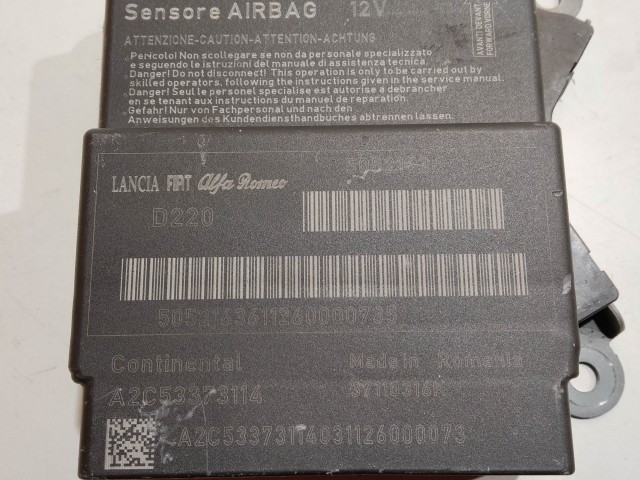 Sensore AIRBAG 12V
ATTENZIONE-CAUTION-ATTENTION-ACHTUNG
Pericolo! Non scollegare se non da personale specializzato
e seguendo le istruzioni del manuale di assistenza tecnica.
Danger! Do not disconnect! This operation is only to be carried out by
skilled operators, following the instructions given in the service manual.
Danger! Seul le personel specialise est autorise a debrancher
en se tenant aux instructions du manuel de reparation.
Gefahr! Nur von Fachpersonal und nach den
Anweisungen des Kundendiensthandbuches abtrennen lassen.
AVANTI DEVANT
FORWARD VORNE
LANCIA FIAT Alfa Romeo
D220
Continental Made in Romania
A2C53373114
A2C53373114031126000073